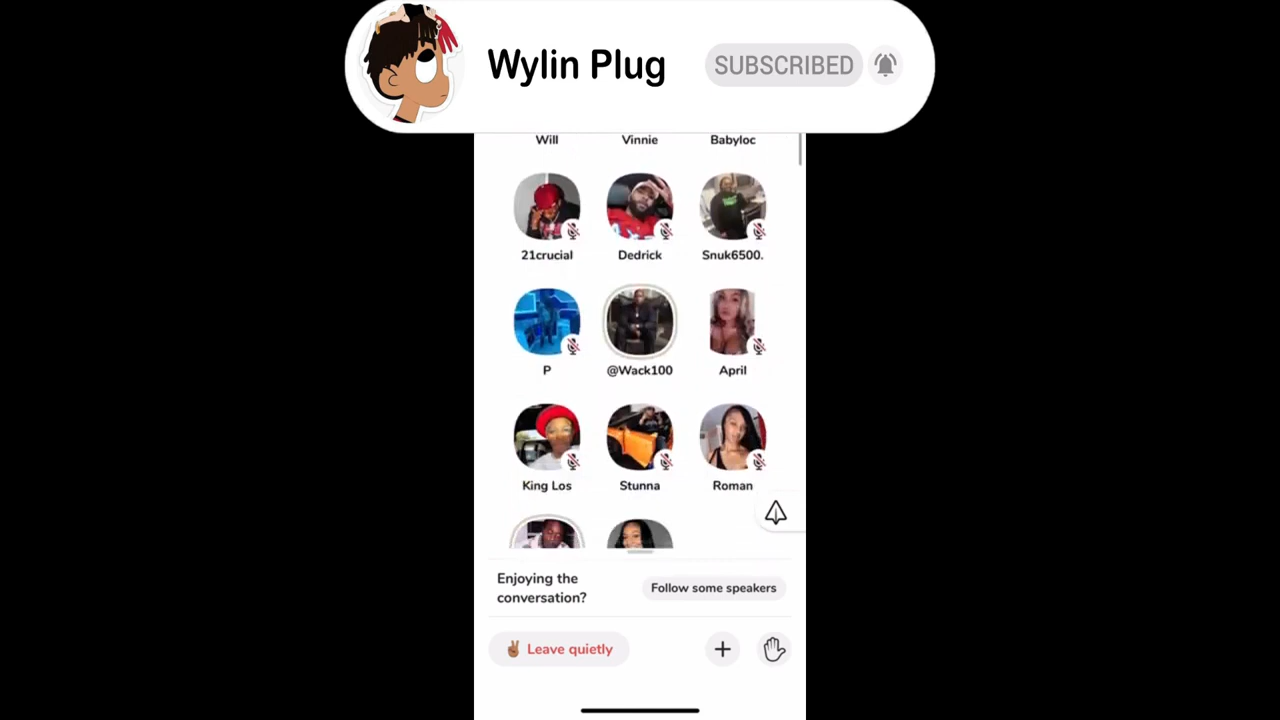 Wylin Plug
SUBSCRIBED
Will
Vinnie
Babyloc
21crucial
Dedrick
Snuk6500.
P
@Wack100
April
King Los
Stunna
Roman
Enjoying the
conversation?
Follow some speakers
Leave quietly